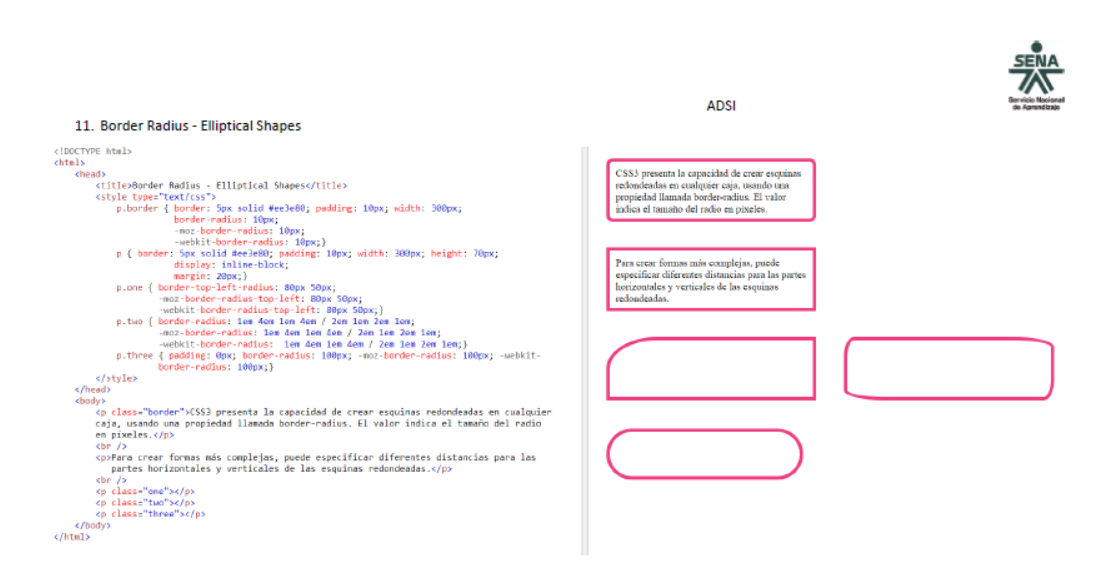 SENA
Servicio Nacional
de Aprendizaje
ADSI
11. Border Radius - Elliptical Shapes
<!DOCTYPE html>
<html>
<head>
<title>Border Radius - Elliptical Shapes</title>
<style type="text/css">
p.border { border: 5px solid #ee3e80; padding: 10px; width: 300px;
border-radius: 10px;
-moz-border-radius: 10px;
-webkit-border-radius: 10px;}
p { border: 5px solid #ee3e80; padding: 10px; width: 300px; height: 70px;
display: inline-block;
margin: 20px;}
p.one { border-top-left-radius: 80px 50px;
-moz-border-radius-top-left: 80px 50px;
-webkit-border-radius-top-left: 80px 50px;}
p.two { border-radius: 1em 4em 1em 4em / 2em 1em 2em 1em;
-moz-border-radius: 1em 4em 1em 4em / 2em 1em 2em 1em;
-webkit-border-radius: 1em 4em 1em 4em / 2em 1em 2em 1em;}
p.three { padding: 0px; border-radius: 100px; -moz-border-radius: 100px; -webkit-
border-radius: 100px;}
</style>
</head>
<body>
<p class="border">CSS3 presenta la capacidad de crear esquinas redondeadas en cualquier
caja, usando una propiedad llamada border-radius. El valor indica el tamaño del radio
en píxeles.</p>
<br />
<p>Para crear formas más complejas, puede especificar diferentes distancias para las
partes horizontales y verticales de las esquinas redondeadas.</p>
<br />
<p class="one"></p>
<p class="two"></p>
<p class="three"></p>
</body>
</html>
CSS3 presenta la capacidad de crear esquinas
redondeadas en cualquier caja, usando una
propiedad llamada border-radius. El valor
indica el tamaño del radio en píxeles.
Para crear formas más complejas, puede
especificar diferentes distancias para las partes
horizontales y verticales de las esquinas
redondeadas.